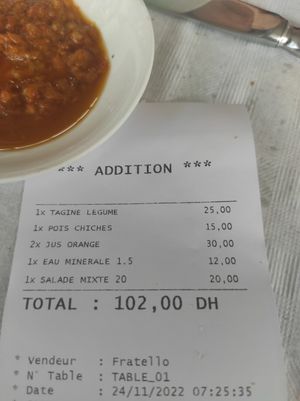 *** ADDITION ***
1x TAGINE LEGUME 25,00
1x POIS CHICHES 15,00
2x JUS ORANGE 30,00
1x EAU MINERALE 1.5 12,00
1x SALADE MIXTE 20 20,00
TOTAL : 102,00 DH
* Vendeur : Fratello
* N° Table : TABLE_01
* Date : 24/11/2022 07:25:35